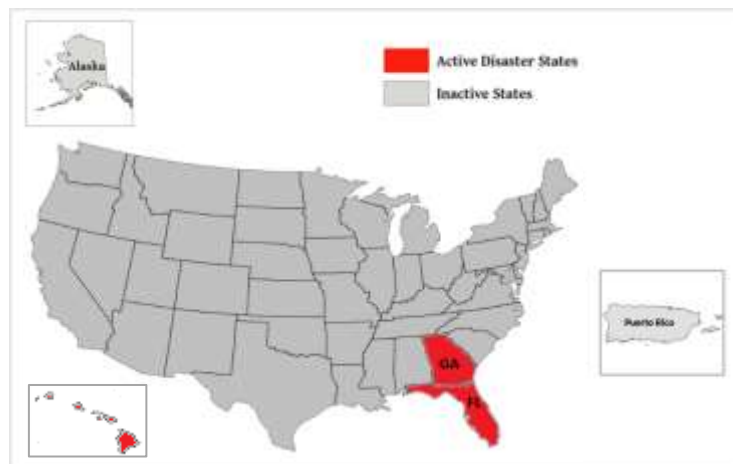 Alaska
Active Disaster States
Inactive States
Puerto Rico
GA
FL